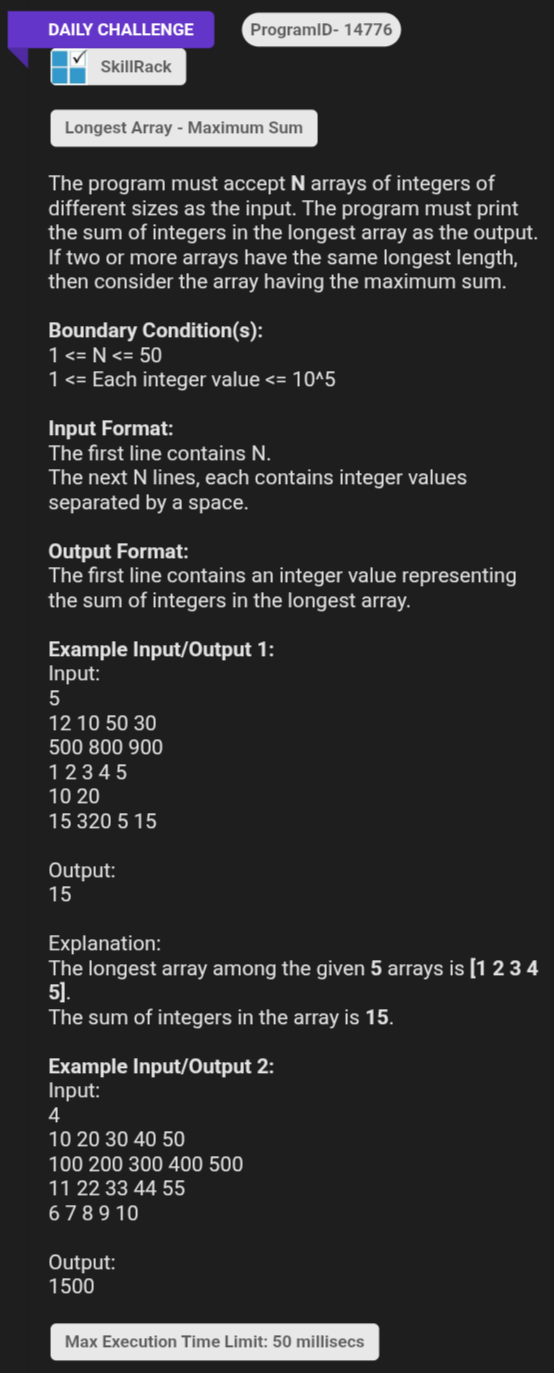 DAILY CHALLENGE
ProgramID- 14776
SkillRack
Longest Array - Maximum Sum
The program must accept N arrays of integers of
different sizes as the input. The program must print
the sum of integers in the longest array as the output.
If two or more arrays have the same longest length,
then consider the array having the maximum sum.
Boundary Condition(s):
1 <= N <= 50
1 <= Each integer value <= 10^5
Input Format:
The first line contains N.
The next N lines, each contains integer values
separated by a space.
Output Format:
The first line contains an integer value representing
the sum of integers in the longest array.
Example Input/Output 1:
Input:
5
12 10 50 30
500 800 900
1 2 3 4 5
10 20
15 320 5 15
Output:
15
Explanation:
The longest array among the given 5 arrays is [1 2 3 4
5].
The sum of integers in the array is 15.
Example Input/Output 2:
Input:
4
10 20 30 40 50
100 200 300 400 500
11 22 33 44 55
6 7 8 9 10
Output:
1500
Max Execution Time Limit: 50 millisecs